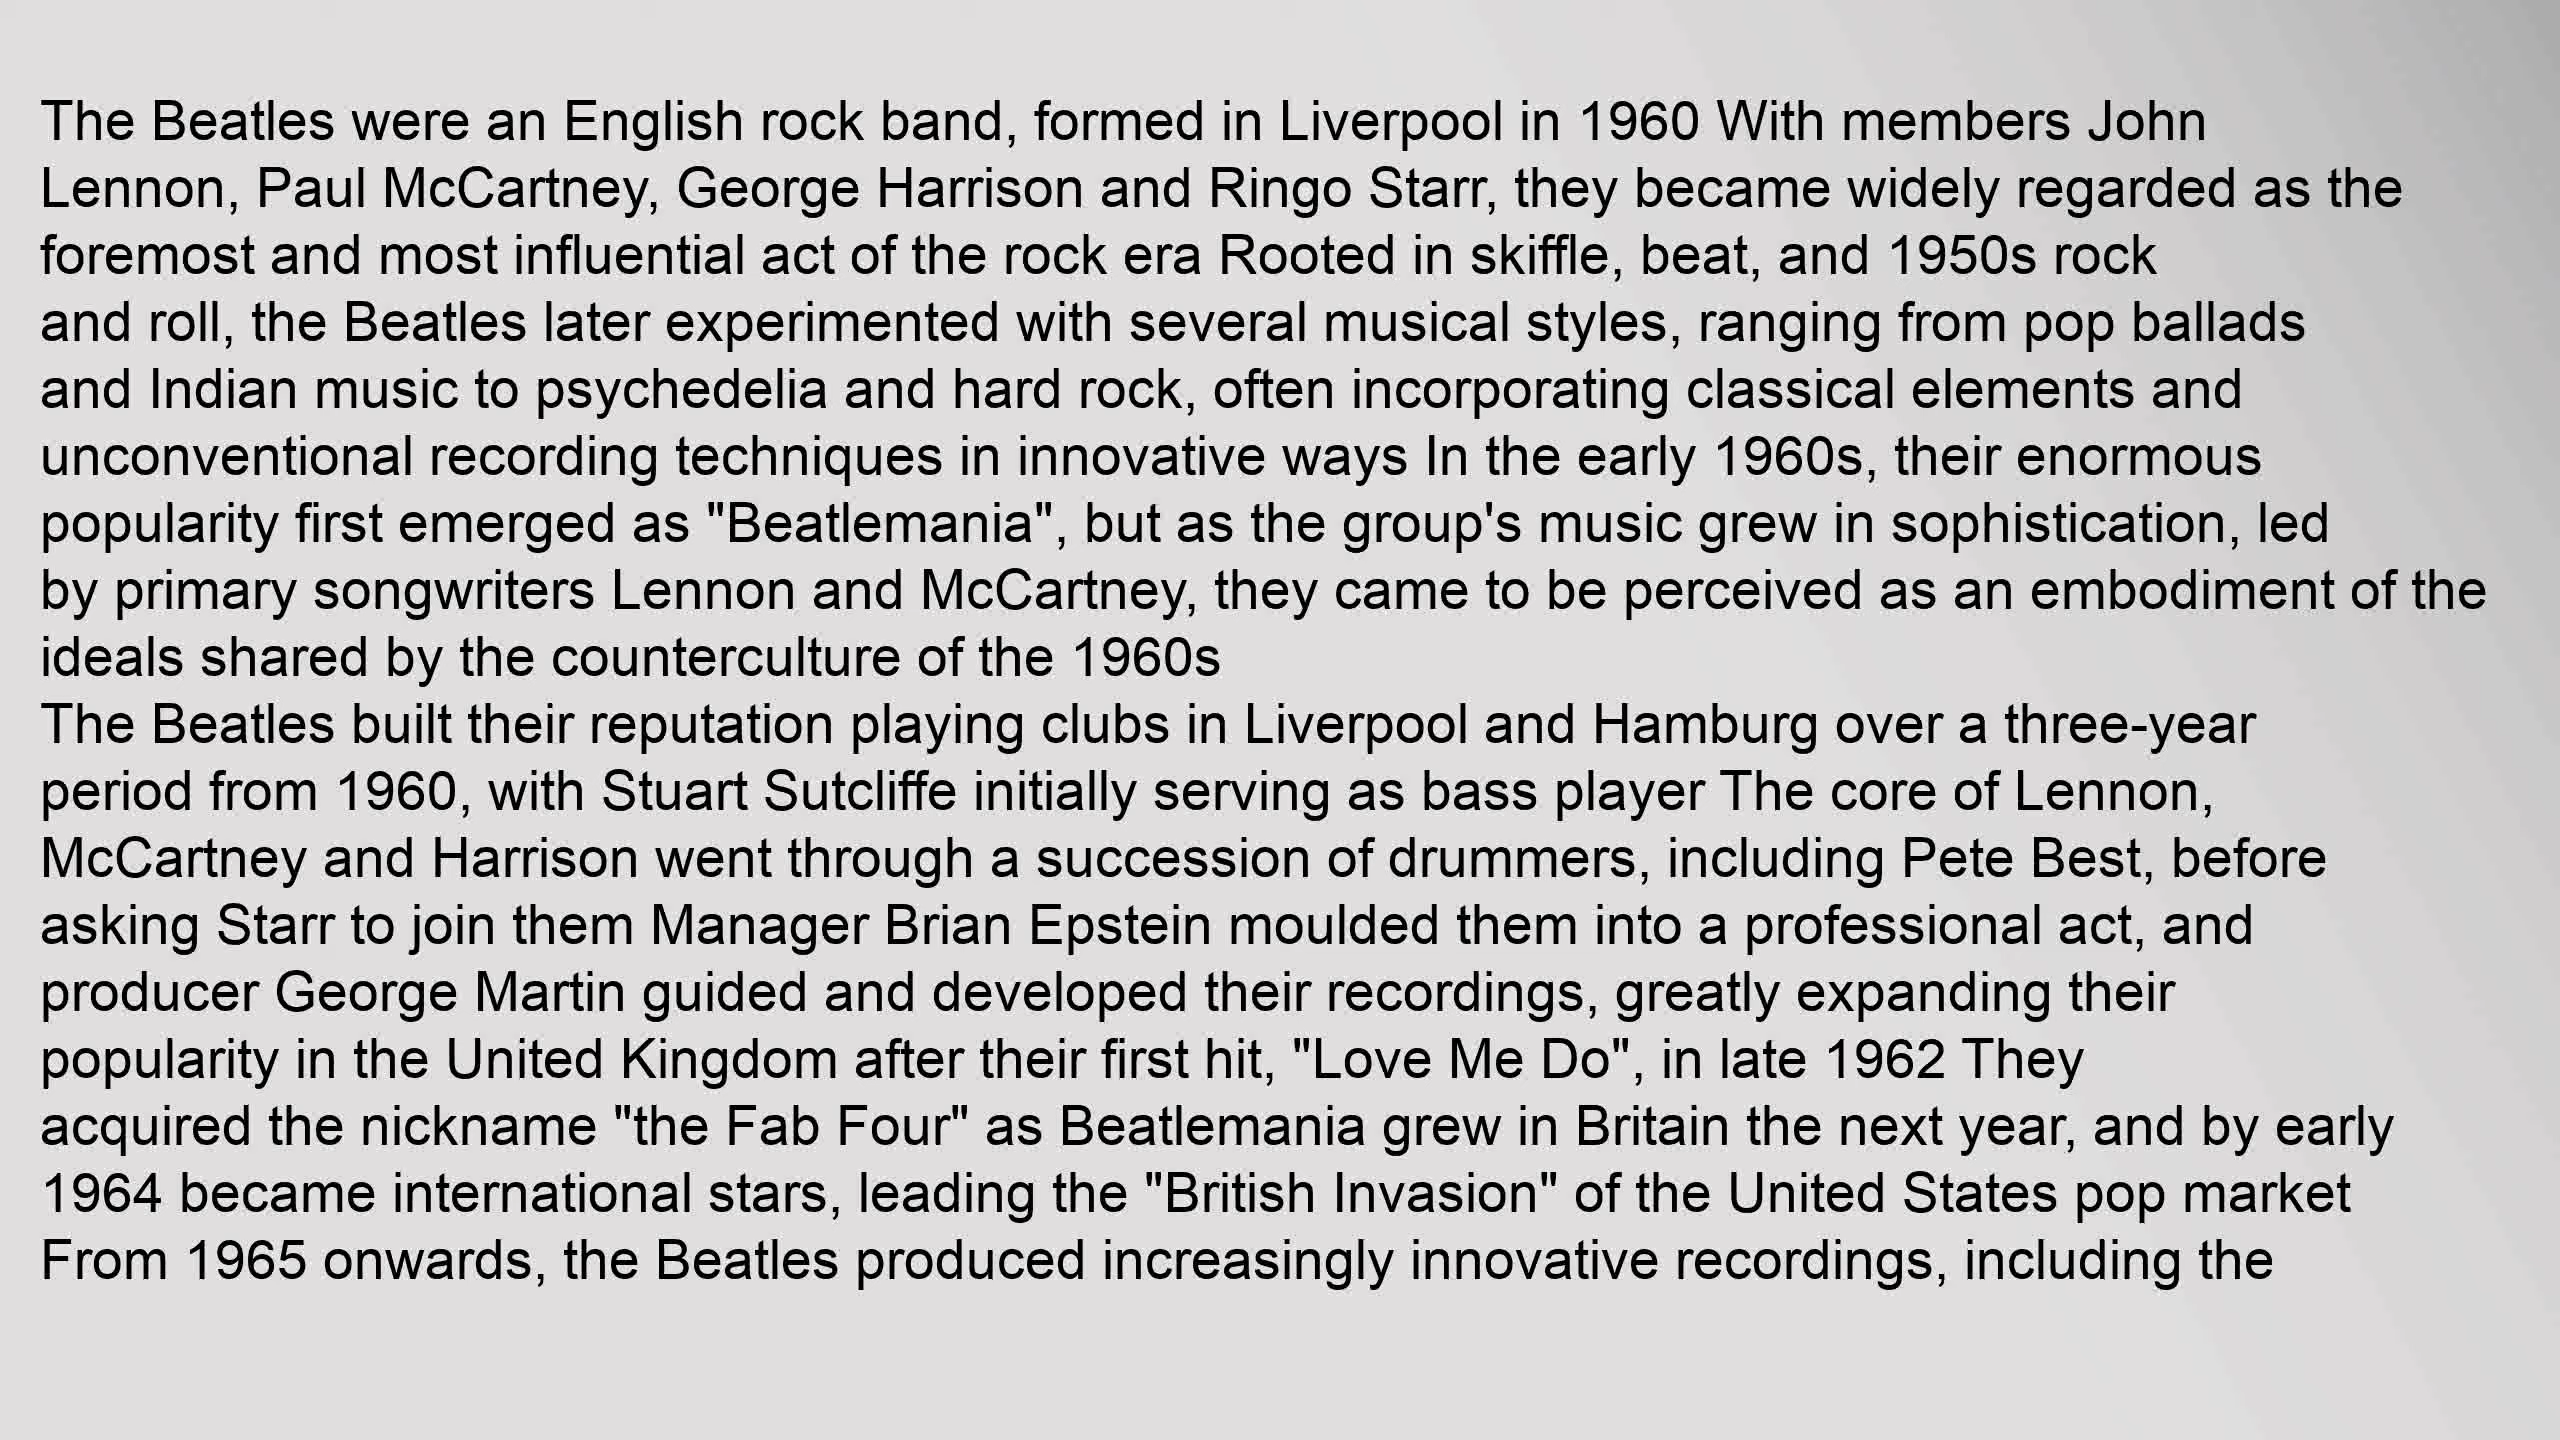 The Beatles were an English rock band, formed in Liverpool in 1960 With members John
Lennon, Paul McCartney, George Harrison and Ringo Starr, they became widely regarded as the
foremost and most influential act of the rock era Rooted in skiffle, beat, and 1950s rock
and roll, the Beatles later experimented with several musical styles, ranging from pop ballads
and Indian music to psychedelia and hard rock, often incorporating classical elements and
unconventional recording techniques in innovative ways In the early 1960s, their enormous
popularity first emerged as "Beatlemania", but as the group's music grew in sophistication, led
by primary songwriters Lennon and McCartney, they came to be perceived as an embodiment of the
ideals shared by the counterculture of the 1960s
The Beatles built their reputation playing clubs in Liverpool and Hamburg over a three-year
period from 1960, with Stuart Sutcliffe initially serving as bass player The core of Lennon,
McCartney and Harrison went through a succession of drummers, including Pete Best, before
asking Starr to join them Manager Brian Epstein moulded them into a professional act, and
producer George Martin guided and developed their recordings, greatly expanding their
popularity in the United Kingdom after their first hit, "Love Me Do", in late 1962 They
acquired the nickname "the Fab Four" as Beatlemania grew in Britain the next year, and by early
1964 became international stars, leading the "British Invasion" of the United States pop market
From 1965 onwards, the Beatles produced increasingly innovative recordings, including the